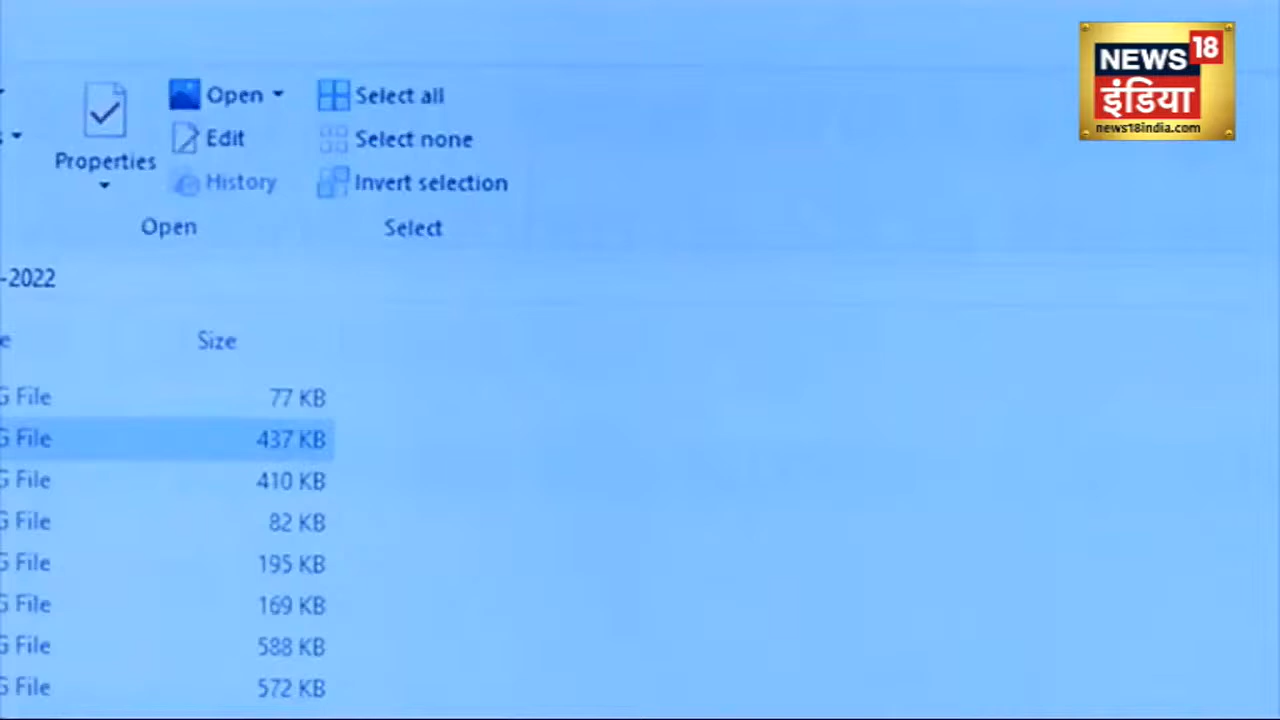 NEWS 18
इंडिया
news18india.com
Open
Select all
Edit
Select none
Properties
History
Invert selection
Open
Select
-2022
Size
G File 77 KB
G File 437 KB
G File 410 KB
G File 82 KB
G File 195 KB
G File 169 KB
G File 588 KB
G File 572 KB